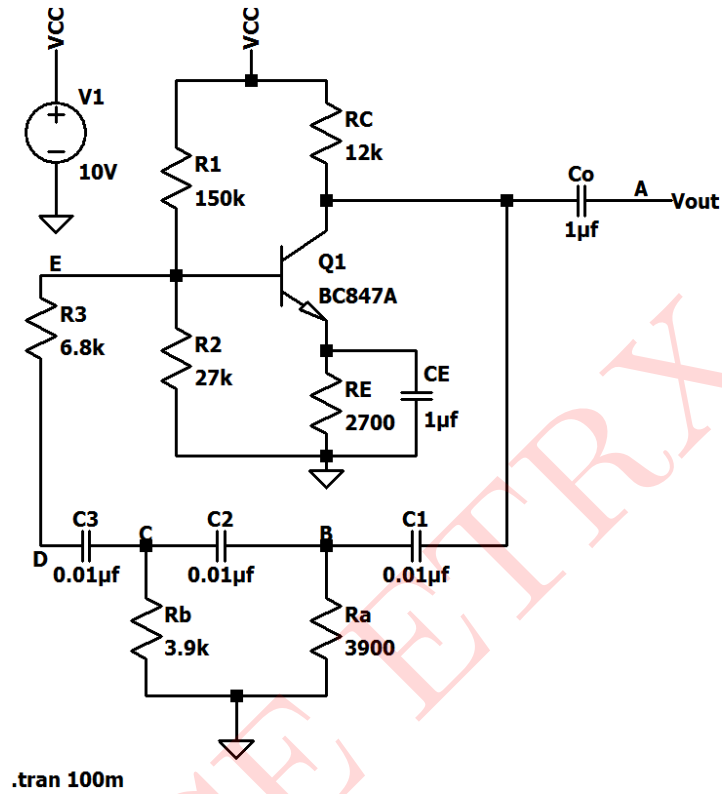 VCC
VCC
V1
10V
R1
150k
RC
12k
Co
1µf
A
Vout
E
Q1
BC847A
R3
6.8k
R2
27k
RE
2700
CE
1µf
C3
0.01µf
C
C2
0.01µf
B
C1
0.01µf
D
Rb
3.9k
Ra
3900
.tran 100m
CE ETRX